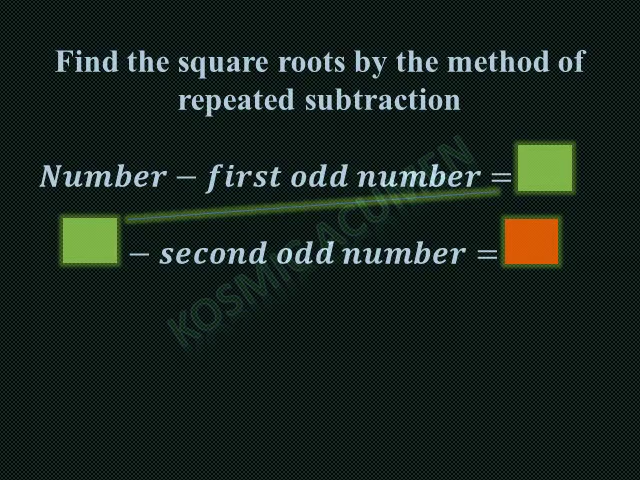 Find the square roots by the method of
repeated subtraction
Number − first odd number =
− second odd number =
KOSMIC ACUMEN